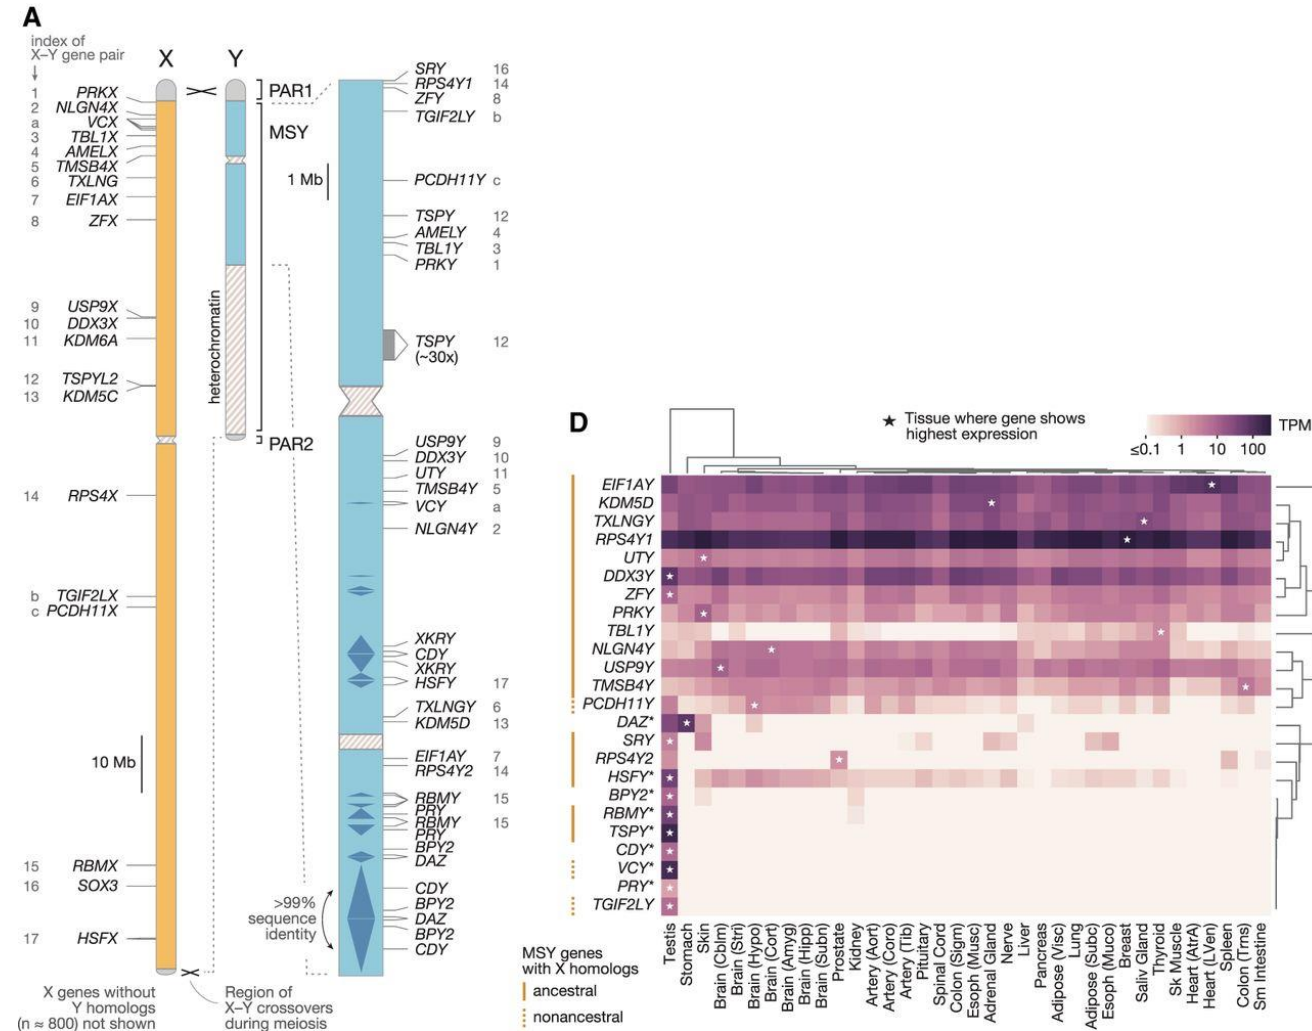 A
index of
X–Y gene pair
X
Y
1 PRKX
2 NLGN4X
a VCX
3 TBL1X
4 AMELX
5 TMSB4X
6 TXLNG
7 EIF1AX
8 ZFX
9 USP9X
10 DDX3X
11 KDM6A
12 TSPYL2
13 KDM5C
14 RPS4X
b TGIF2LX
c PCDH11X
10 Mb
15 RBMX
16 SOX3
17 HSFX
X genes without
Y homologs
(n ≈ 800) not shown
Region of
X–Y crossovers
during meiosis
PAR1
MSY
heterochromatin
PAR2
1 Mb
>99%
sequence
identity
SRY 16
RPS4Y1 14
ZFY 8
TGIF2LY b
PCDH11Y c
TSPY 12
AMELY 4
TBL1Y 3
PRKY 1
TSPY 12
(~30x)
USP9Y 9
DDX3Y 10
UTY 11
TMSB4Y 5
VCY a
NLGN4Y 2
XKRY
CDY
XKRY
HSFY 17
TXLNGY 6
KDM5D 13
EIF1AY 7
RPS4Y2 14
RBMY 15
PRY
RBMY 15
PRY
BPY2
DAZ
CDY
BPY2
DAZ
BPY2
CDY
D
★ Tissue where gene shows
highest expression
TPM
≤0.1 1 10 100
EIF1AY
KDM5D
TXLNGY
RPS4Y1
UTY
DDX3Y
ZFY
PRKY
TBL1Y
NLGN4Y
USP9Y
TMSB4Y
PCDH11Y
DAZ*
SRY
RPS4Y2
HSFY*
BPY2*
RBMY*
TSPY*
CDY*
VCY*
PRY*
TGIF2LY
Testis
Stomach
Skin
Brain (Cblm)
Brain (Stri)
Brain (Hypo)
Brain (Cort)
Brain (Amyg)
Brain (Hipp)
Brain (Subn)
Prostate
Kidney
Artery (Aort)
Artery (Coro)
Artery (Tib)
Pituitary
Spinal Cord
Colon (Sigm)
Esoph (Musc)
Adrenal Gland
Nerve
Liver
Pancreas
Adipose (Visc)
Lung
Adipose (Subc)
Esoph (Muco)
Breast
Saliv Gland
Thyroid
Sk Muscle
Heart (AtrA)
Heart (LVen)
Spleen
Colon (Trns)
Sm Intestine
MSY genes
with X homologs
ancestral
nonancestral